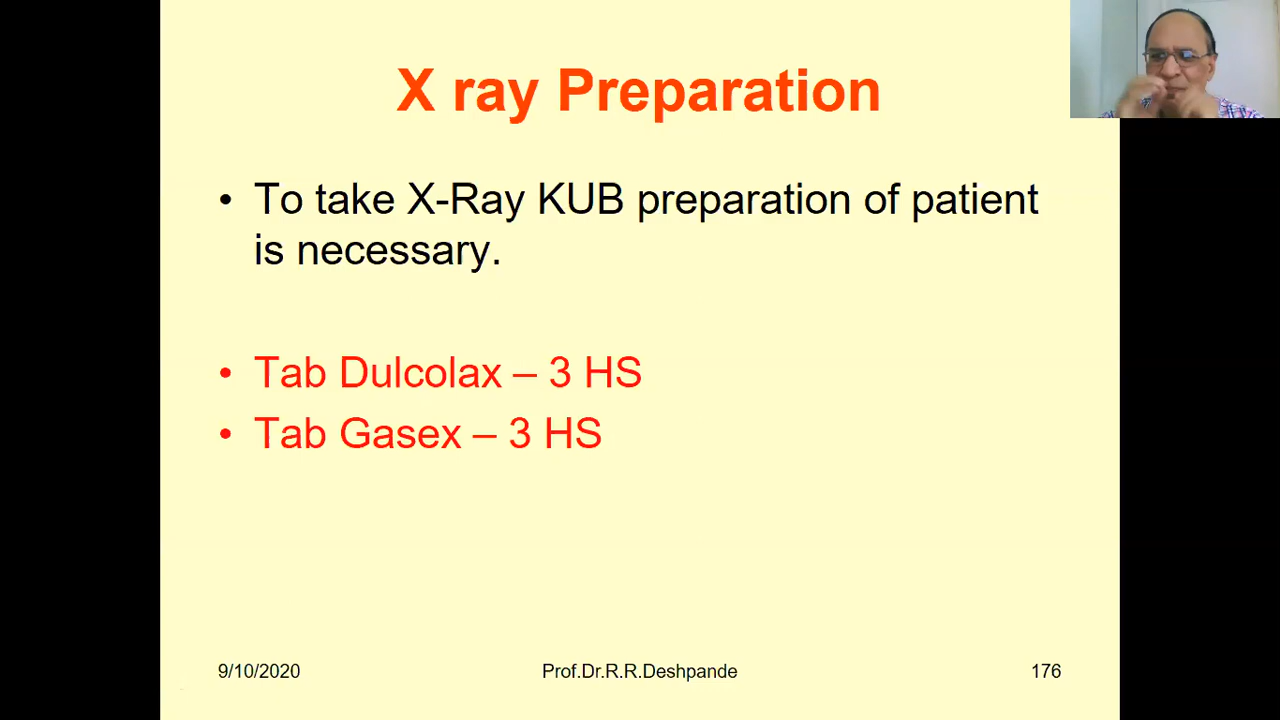 X ray Preparation
• To take X-Ray KUB preparation of patient
is necessary.
• Tab Dulcolax – 3 HS
• Tab Gasex – 3 HS
9/10/2020 Prof.Dr.R.R.Deshpande 176